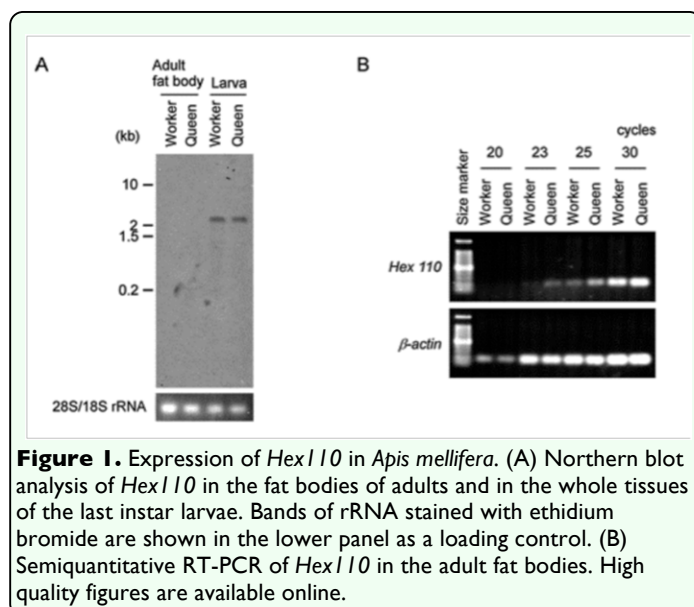 A
Adult
fat body Larva
Worker Queen Worker Queen
(kb)
10
2
1.5
0.2
28S/18S rRNA
B
cycles
20 23 25 30
Size marker Worker Queen Worker Queen Worker Queen Worker Queen
Hex 110
β-actin
Figure 1. Expression of Hex110 in Apis mellifera. (A) Northern blot
analysis of Hex110 in the fat bodies of adults and in the whole tissues
of the last instar larvae. Bands of rRNA stained with ethidium
bromide are shown in the lower panel as a loading control. (B)
Semiquantitative RT-PCR of Hex110 in the adult fat bodies. High
quality figures are available online.